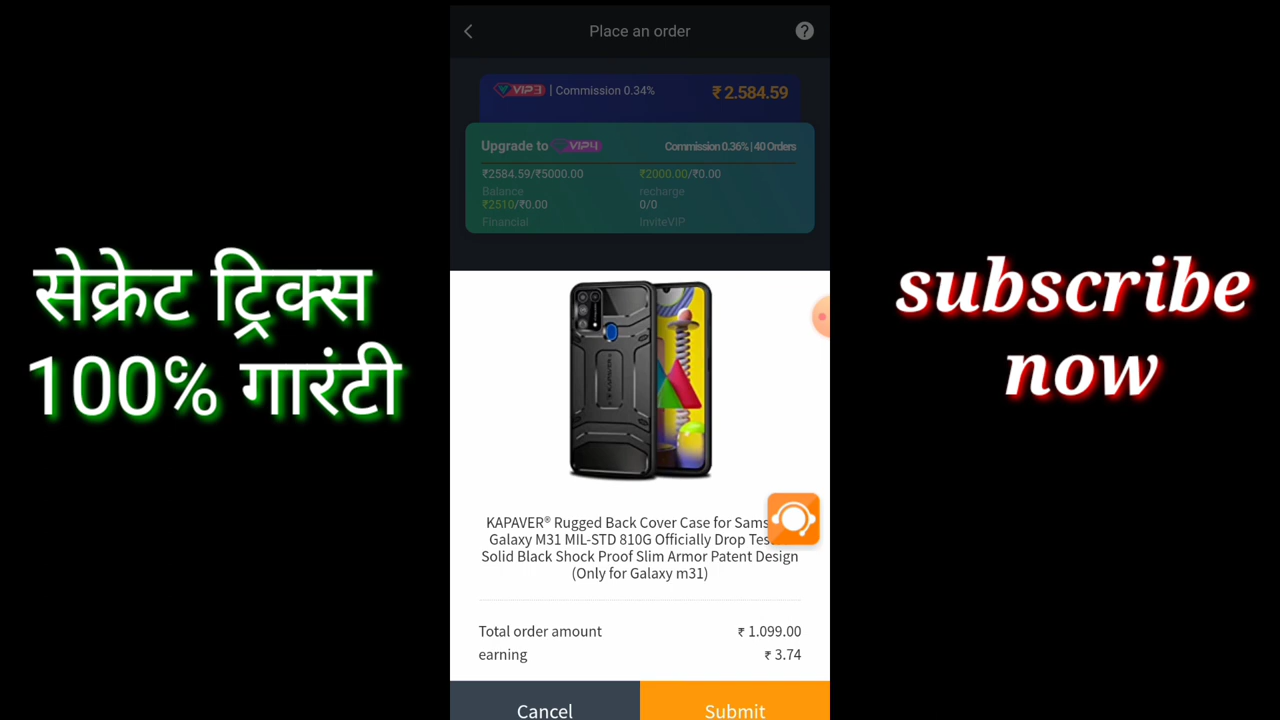 Place an order
VIP3 | Commission 0.34%
₹ 2.584.59
Upgrade to VIP4
Commission 0.36% | 40 Orders
₹2584.59/₹5000.00
₹2000.00/₹0.00
Balance
recharge
₹2510/₹0.00
0/0
Financial
InviteVIP
सेक्रेट ट्रिक्स
100% गारंटी
subscribe
now
KAPAVER® Rugged Back Cover Case for
Galaxy M31 MIL-STD 810G Officially Drop
Solid Black Shock Proof Slim Armor Patent Design
(Only for Galaxy m31)
Total order amount
₹ 1.099.00
earning
₹ 3.74
Cancel
Submit